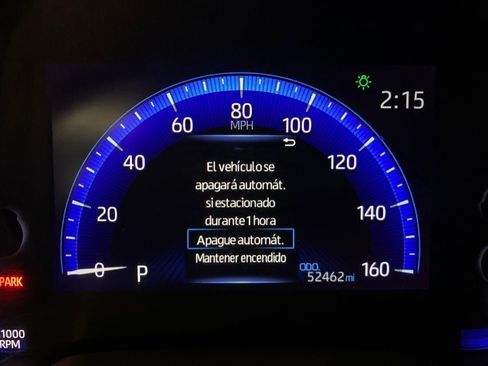 2:15
80
MPH
60
100
40
120
20
140
0
160
El vehículo se
apagará automát.
si estacionado
durante 1 hora
Apague automát.
Mantener encendido
P
ODO
52462 mi
PARK
1000
RPM